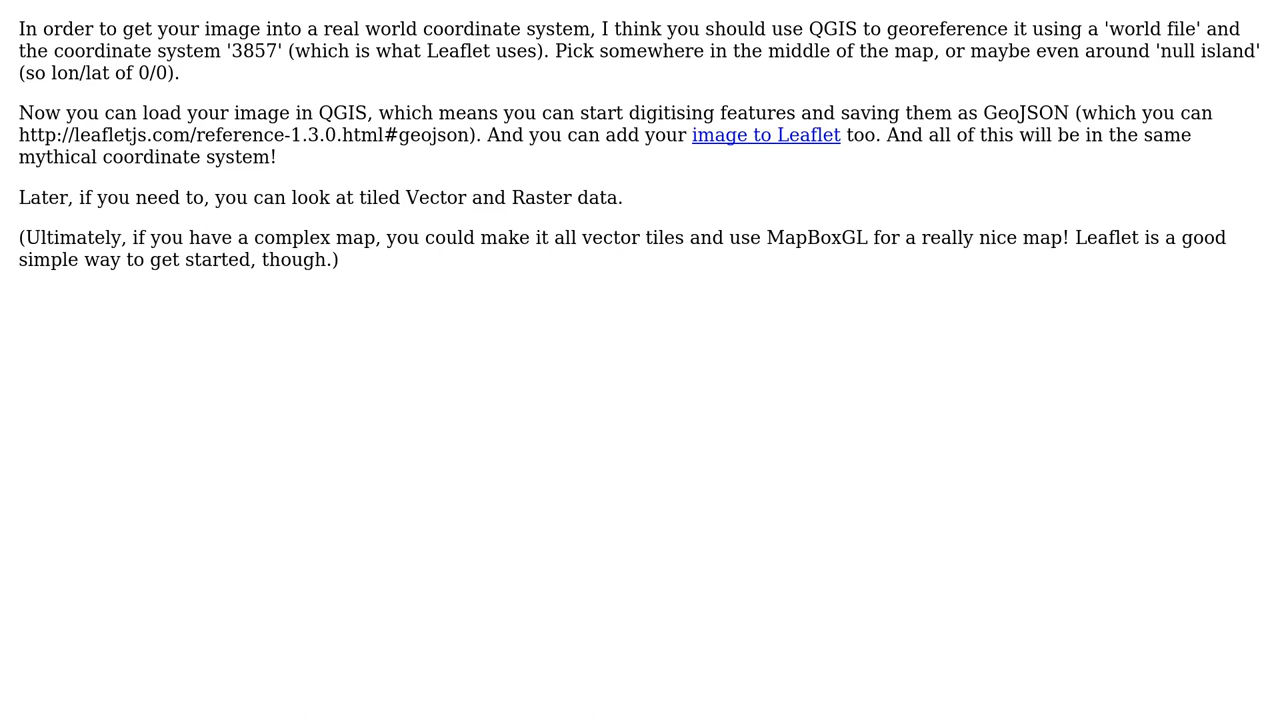 In order to get your image into a real world coordinate system, I think you should use QGIS to georeference it using a 'world file' and
the coordinate system '3857' (which is what Leaflet uses). Pick somewhere in the middle of the map, or maybe even around 'null island'
(so lon/lat of 0/0).
Now you can load your image in QGIS, which means you can start digitising features and saving them as GeoJSON (which you can
http://leafletjs.com/reference-1.3.0.html#geojson). And you can add your image to Leaflet too. And all of this will be in the same
mythical coordinate system!
Later, if you need to, you can look at tiled Vector and Raster data.
(Ultimately, if you have a complex map, you could make it all vector tiles and use MapBoxGL for a really nice map! Leaflet is a good
simple way to get started, though.)